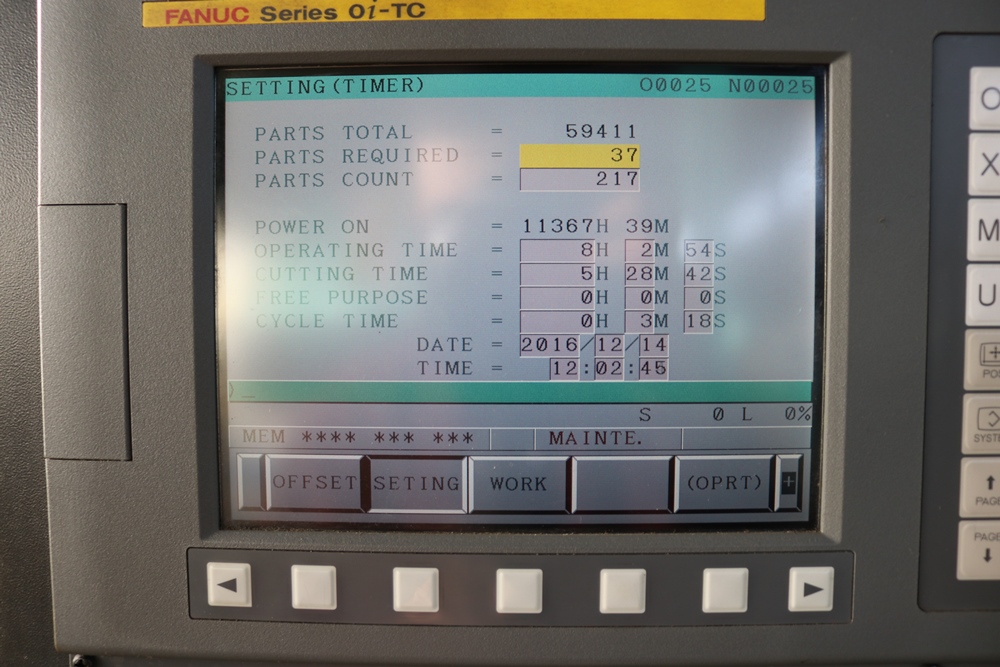 FANUC Series 0i-TC
SETTING(TIMER) O0025 N00025
PARTS TOTAL = 59411
PARTS REQUIRED = 37
PARTS COUNT = 217
POWER ON = 11367H 39M
OPERATING TIME = 8H 2M 54S
CUTTING TIME = 5H 28M 42S
FREE PURPOSE = 0H 0M 0S
CYCLE TIME = 0H 3M 18S
DATE = 2016/12/14
TIME = 12:02:45
)_
S 0 L 0%
MEM **** *** *** MAINTE.
OFFSET SETING WORK (OPRT) +
O
X
M
U
POS
SYSTE
PAGE
PAGE